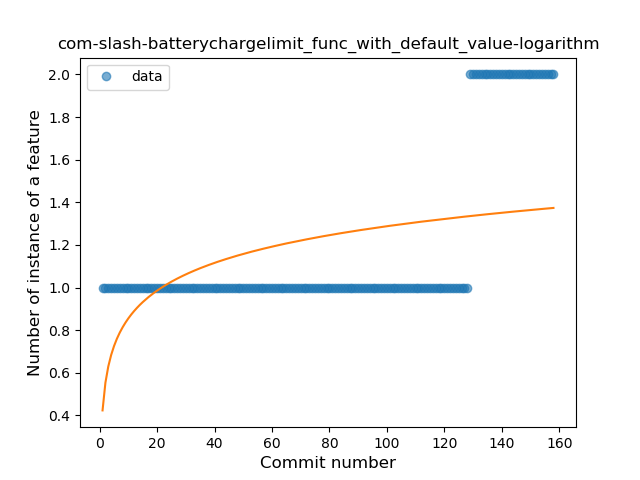 com-slash-batterychargelimit_func_with_default_value-logarithm
data
Number of instance of a feature
2.0
1.8
1.6
1.4
1.2
1.0
0.8
0.6
0.4
0 20 40 60 80 100 120 140 160
Commit number